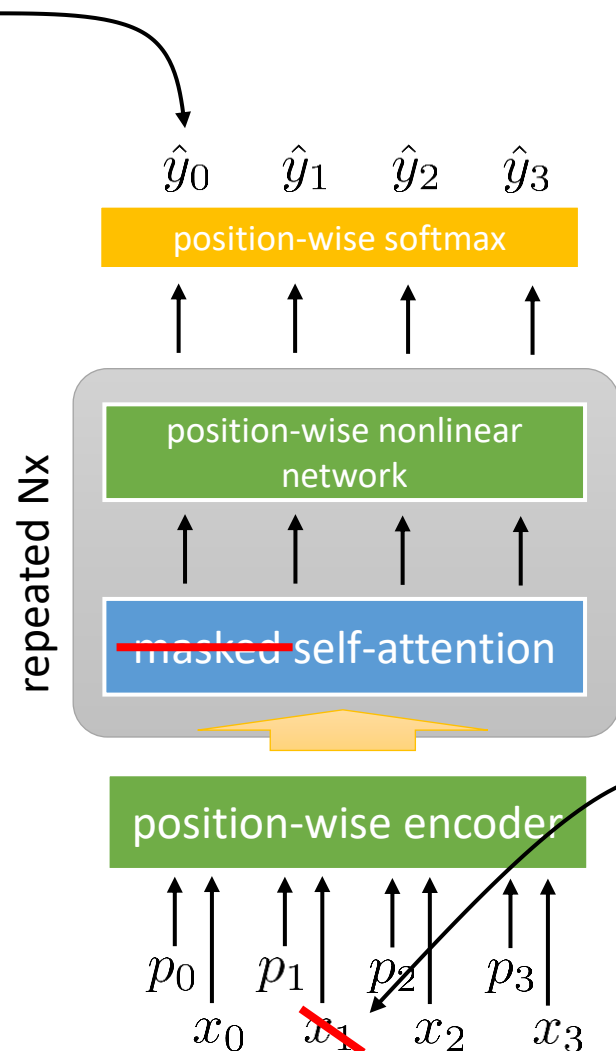 ŷ₀ ŷ₁ ŷ₂ ŷ₃
position-wise softmax
position-wise nonlinear
network
repeated Nx
masked self-attention
position-wise encoder
p₀ p₁ p₂ p₃
x₀ x₁ x₂ x₃